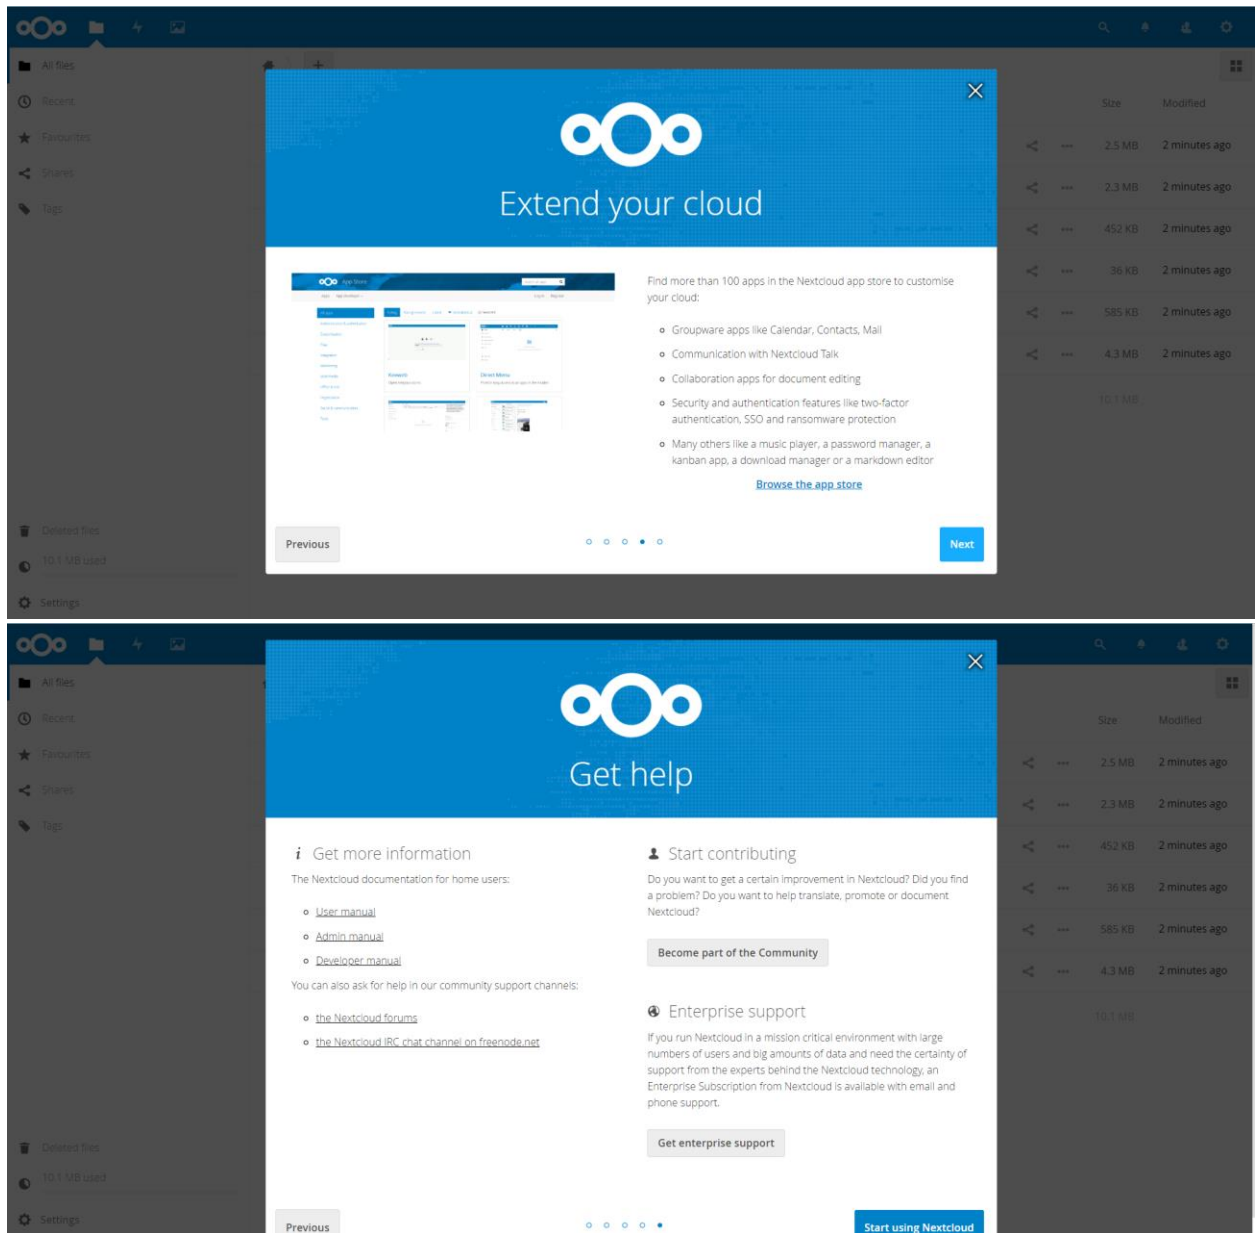 All files
Recent
Favourites
Shares
Tags
Deleted files
10.1 MB used
Settings
Extend your cloud
App Store
Find more than 100 apps in the Nextcloud app store to customise
your cloud:
Groupware apps like Calendar, Contacts, Mail
Communication with Nextcloud Talk
Collaboration apps for document editing
Security and authentication features like two-factor
authentication, SSO and ransomware protection
Many others like a music player, a password manager, a
kanban app, a download manager or a markdown editor
Browse the app store
Previous
Next
Size Modified
2.5 MB 2 minutes ago
2.3 MB 2 minutes ago
452 KB 2 minutes ago
36 KB 2 minutes ago
585 KB 2 minutes ago
4.3 MB 2 minutes ago
10.1 MB
All files
Recent
Favourites
Shares
Tags
Deleted files
10.1 MB used
Settings
Get help
i Get more information
The Nextcloud documentation for home users:
User manual
Admin manual
Developer manual
You can also ask for help in our community support channels:
the Nextcloud forums
the Nextcloud IRC chat channel on freenode.net
Start contributing
Do you want to get a certain improvement in Nextcloud? Did you find
a problem? Do you want to help translate, promote or document
Nextcloud?
Become part of the Community
Enterprise support
If you run Nextcloud in a mission critical environment with large
numbers of users and big amounts of data and need the certainty of
support from the experts behind the Nextcloud technology, an
Enterprise Subscription from Nextcloud is available with email and
phone support.
Get enterprise support
Previous
Start using Nextcloud
Size Modified
2.5 MB 2 minutes ago
2.3 MB 2 minutes ago
452 KB 2 minutes ago
36 KB 2 minutes ago
585 KB 2 minutes ago
4.3 MB 2 minutes ago
10.1 MB